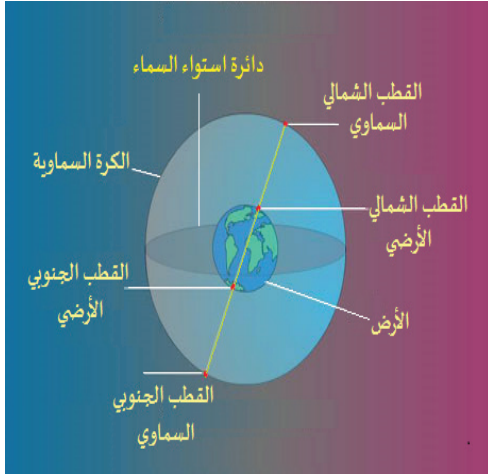 دائرة استواء السماء
القطب الشمالي
السماوي
الكرة السماوية
القطب الشمالي
الأرضي
القطب الجنوبي
الأرضي
الأرض
القطب الجنوبي
السماوي